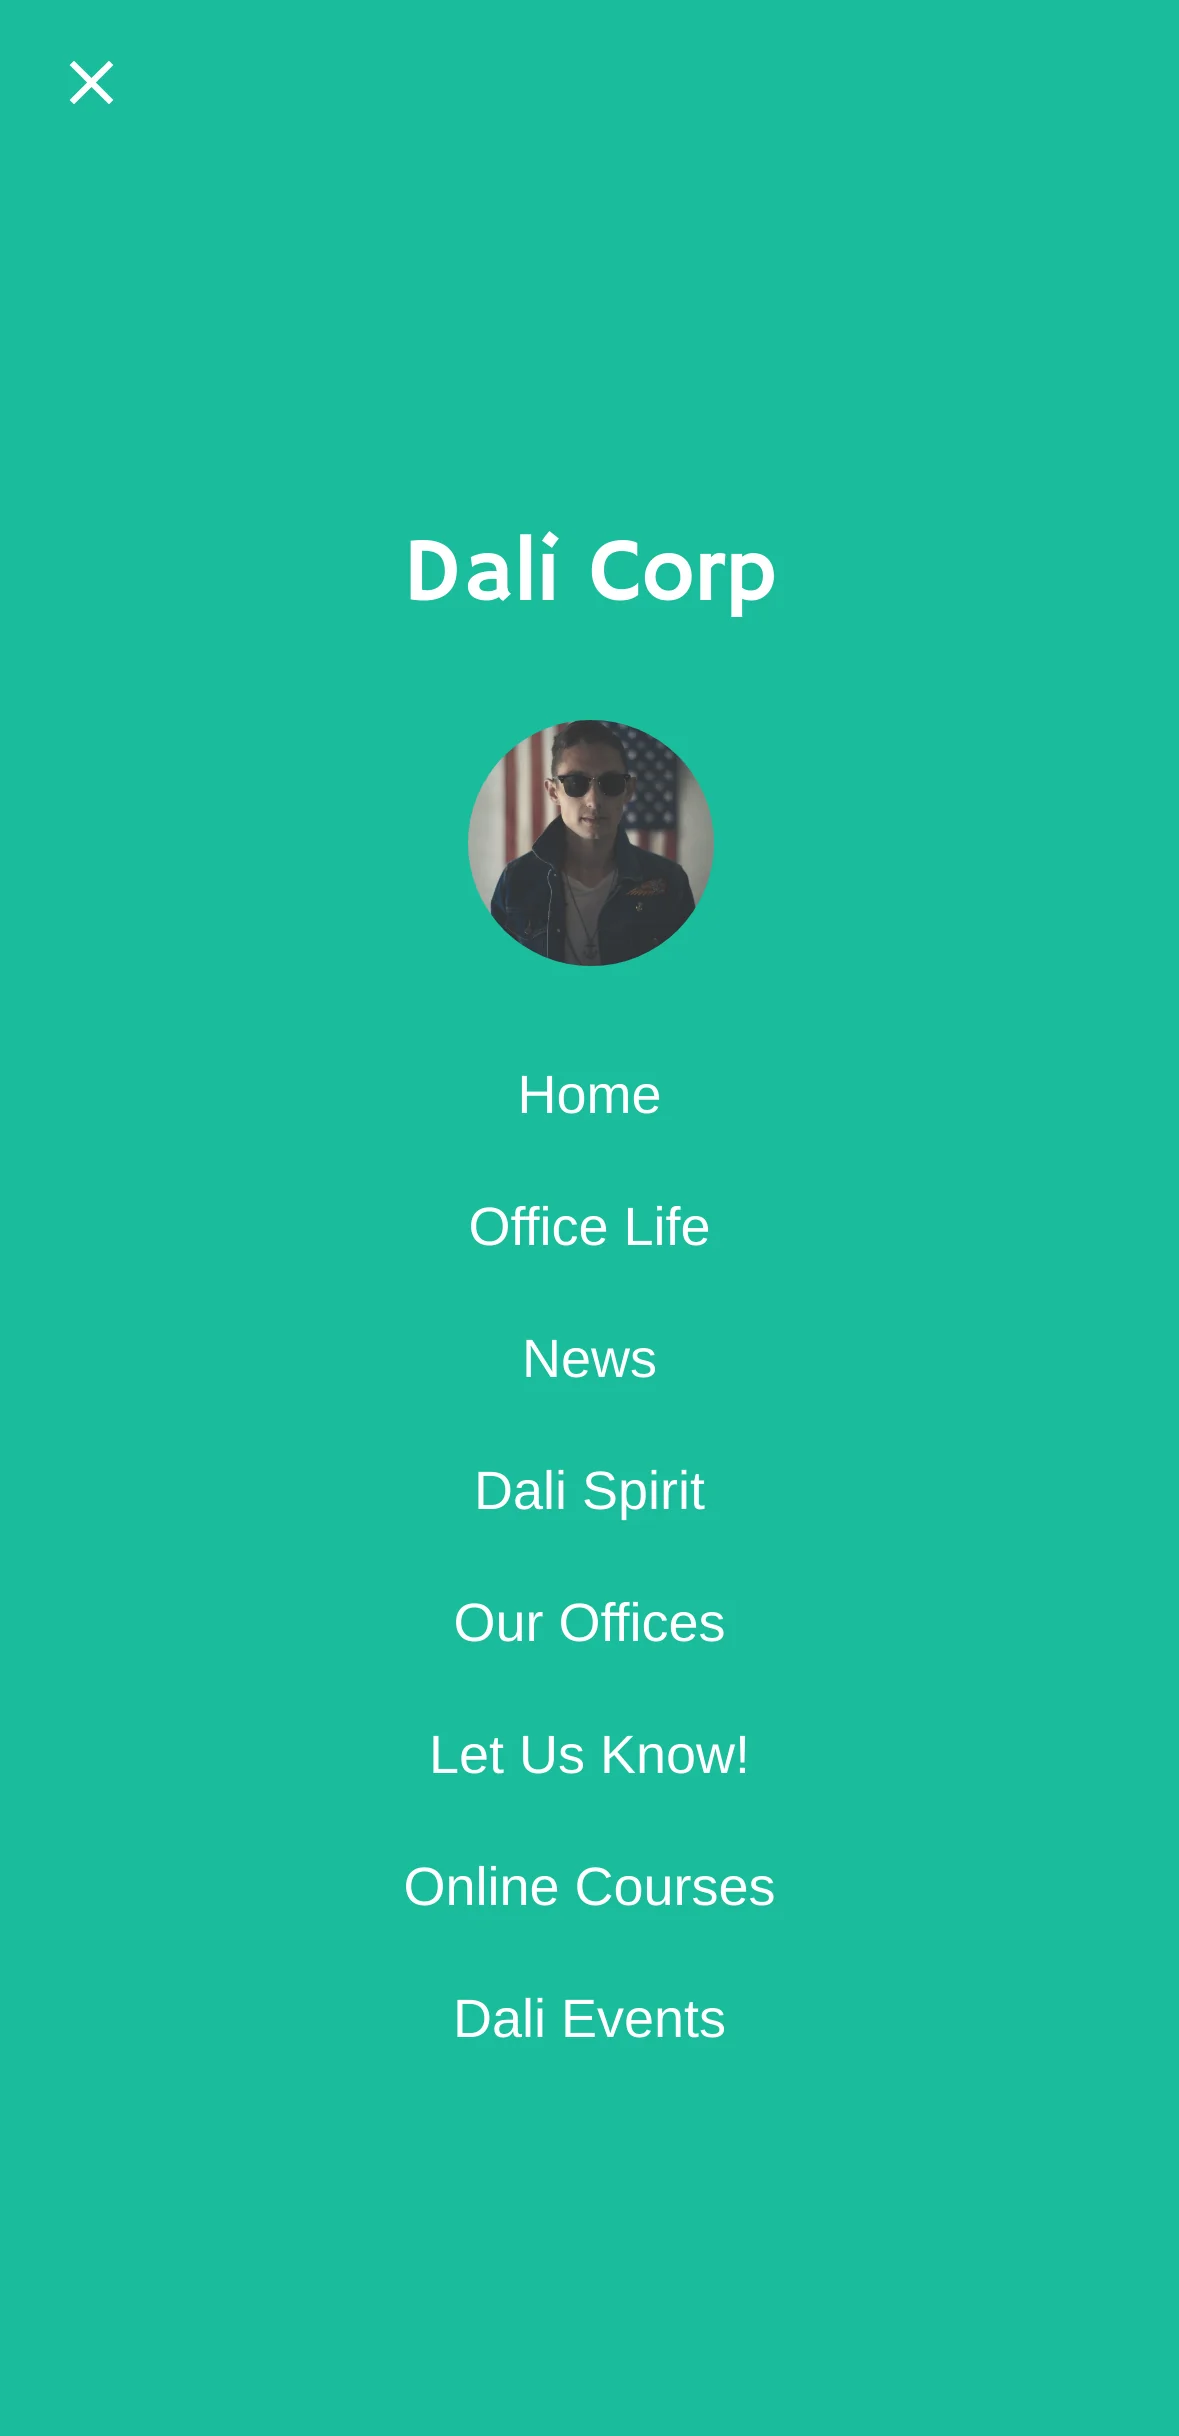 Dali Corp
Home
Office Life
News
Dali Spirit
Our Offices
Let Us Know!
Online Courses
Dali Events